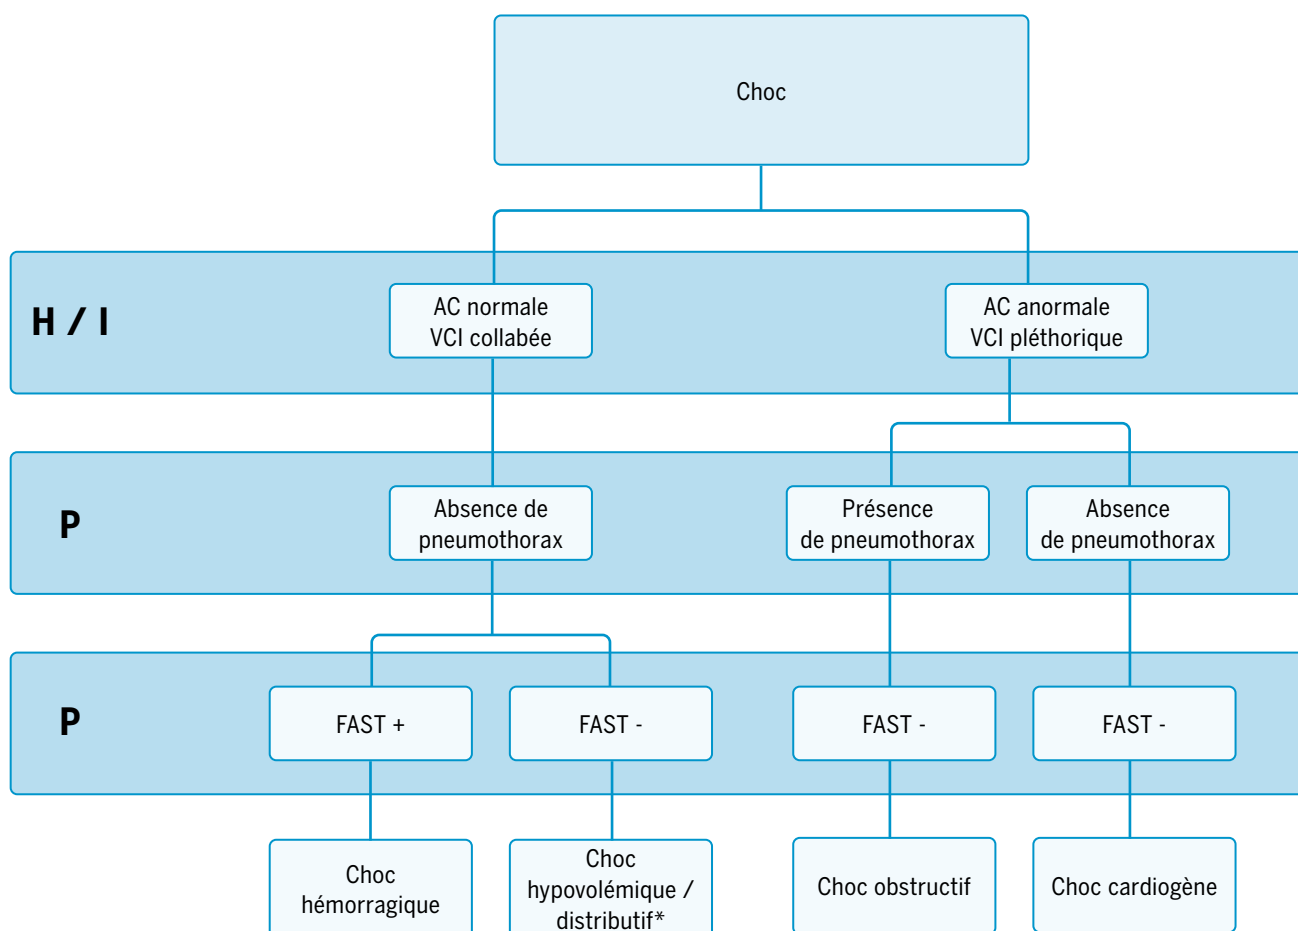 Choc
H / I
AC normale
VCI collabée
AC anormale
VCI pléthorique
P
Absence de
pneumothorax
Présence
de pneumothorax
Absence
de pneumothorax
P
FAST +
FAST -
FAST -
FAST -
Choc
hémorragique
Choc
hypovolémique /
distributif*
Choc obstructif
Choc cardiogène